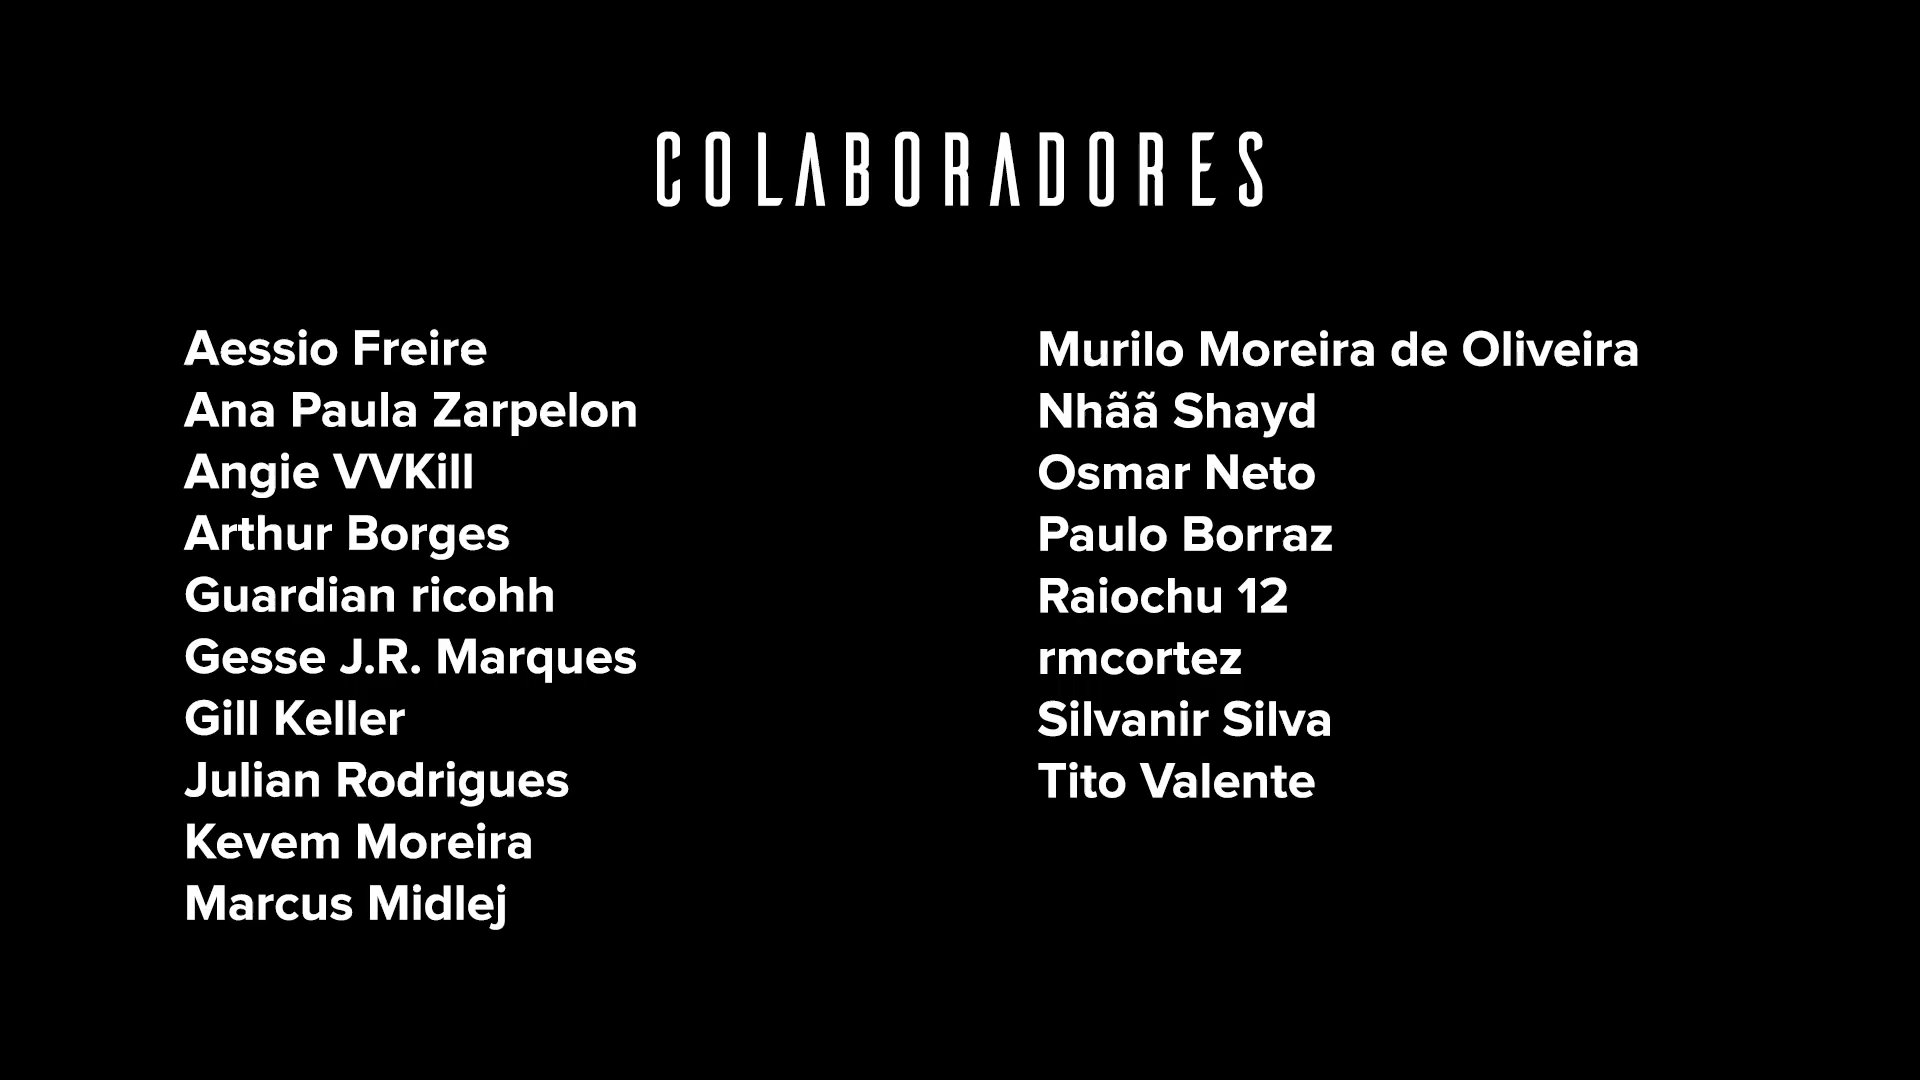 COLABORADORES
Aessio Freire
Ana Paula Zarpelon
Angie VVKill
Arthur Borges
Guardian ricohh
Gesse J.R. Marques
Gill Keller
Julian Rodrigues
Kevem Moreira
Marcus Midlej
Murilo Moreira de Oliveira
Nhãã Shayd
Osmar Neto
Paulo Borraz
Raiochu 12
rmcortez
Silvanir Silva
Tito Valente